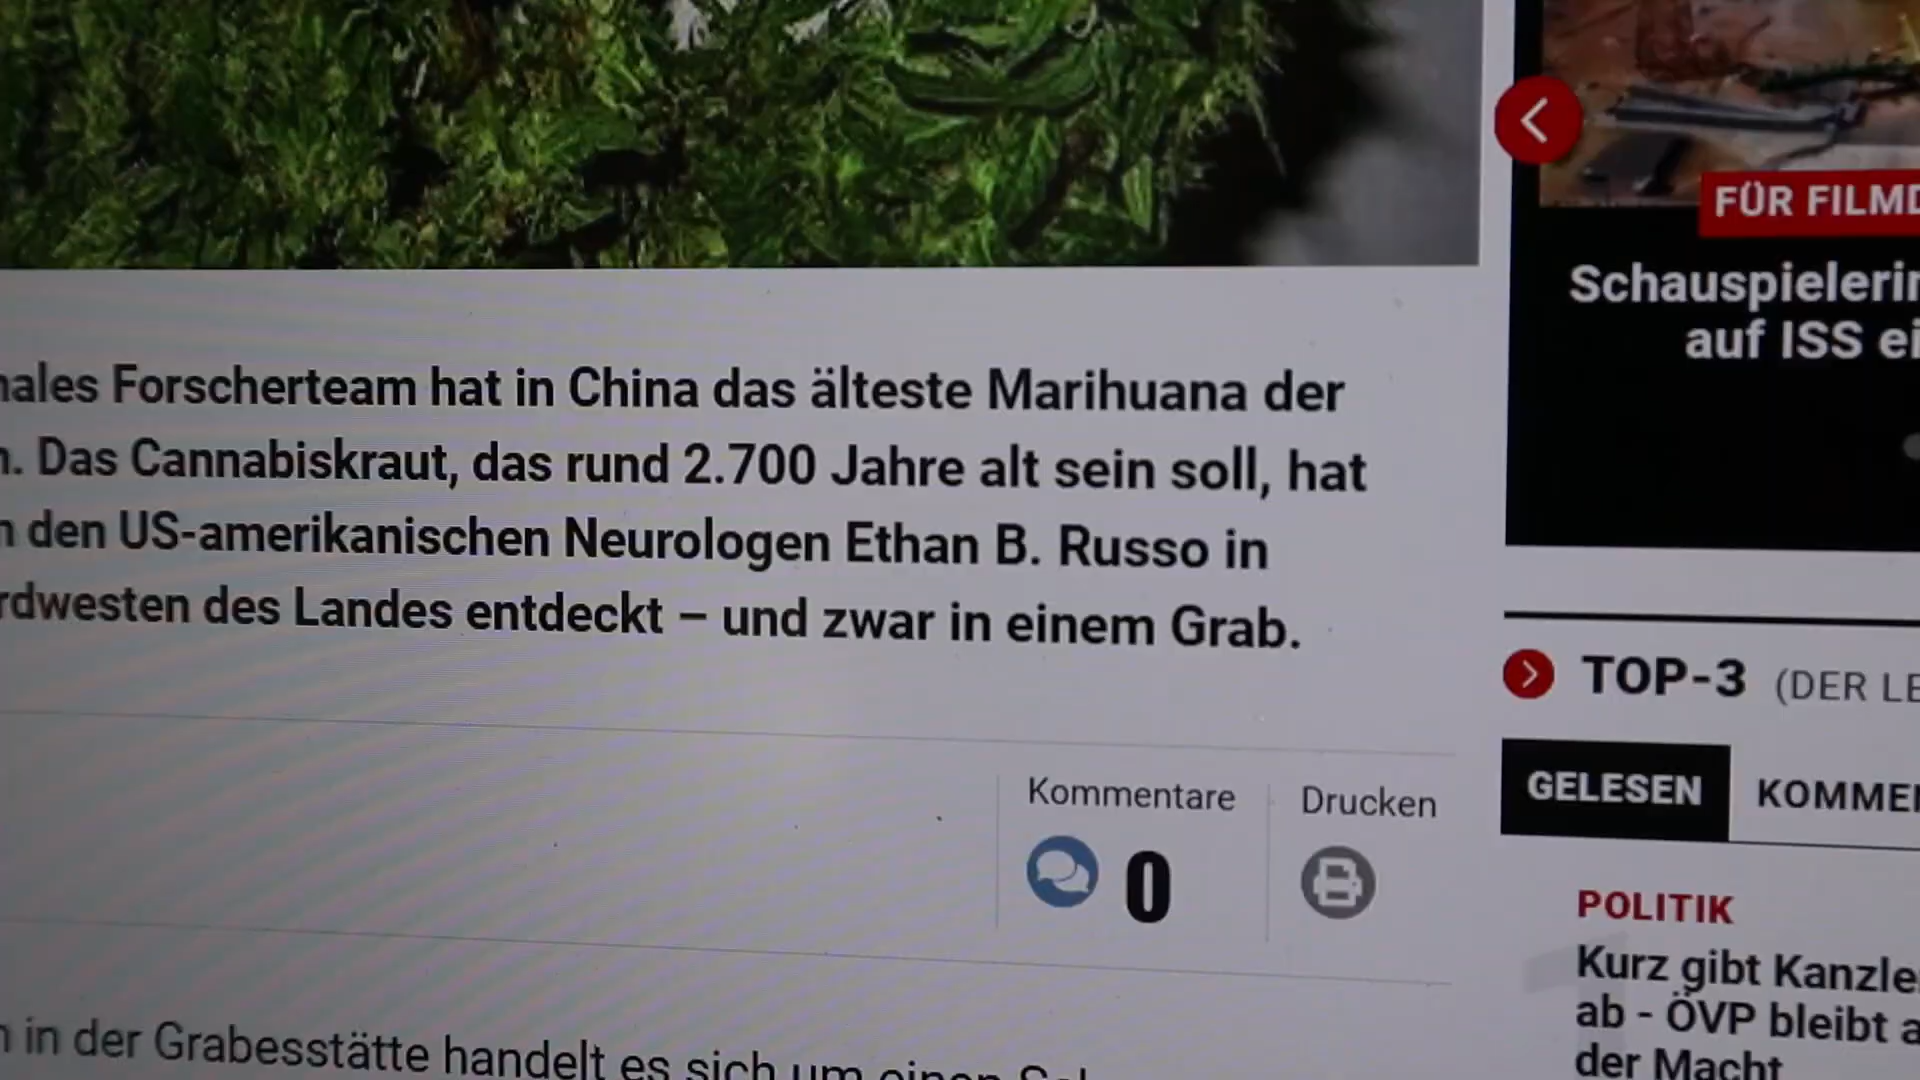 Forscherteam hat in China das älteste Marihuana der
Das Cannabiskraut, das rund 2.700 Jahre alt sein soll, hat
den US-amerikanischen Neurologen Ethan B. Russo in
rdwesten des Landes entdeckt – und zwar in einem Grab.
Kommentare
0
Drucken
in der Grabesstätte handelt es sich um einen
FÜR FILMD
Schauspielerin
auf ISS ei
TOP-3 (DER LE
GELESEN KOMMEN
POLITIK
1
Kurz gibt Kanzle
ab - ÖVP bleibt a
der Macht